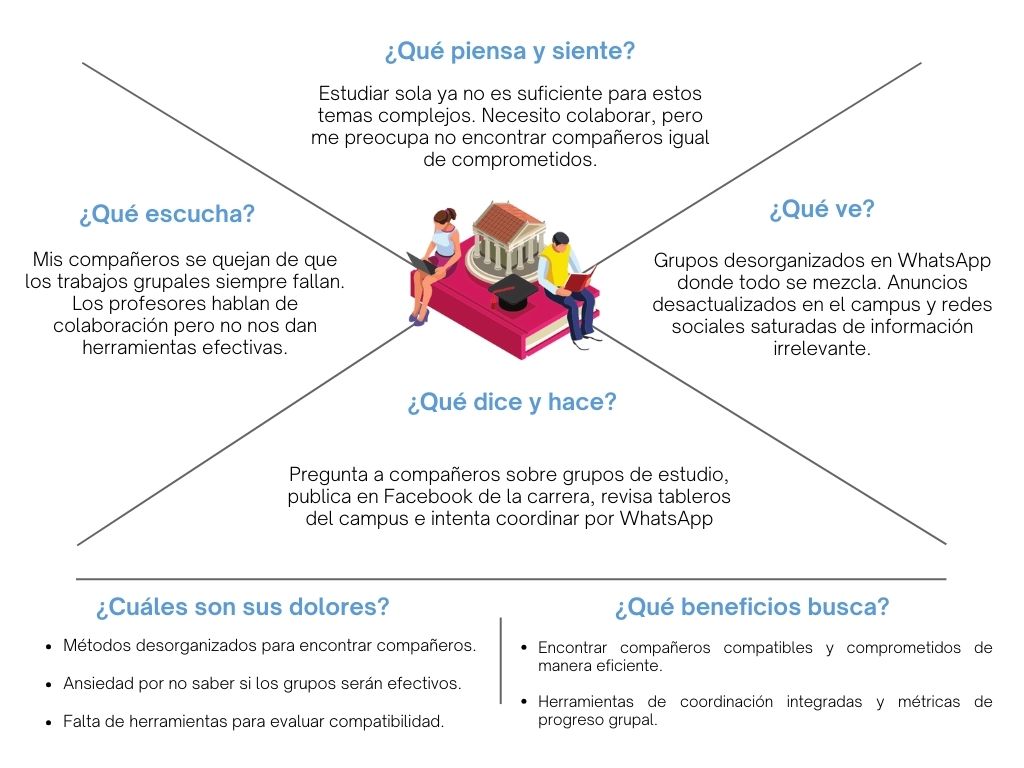 ¿Qué piensa y siente?
Estudiar sola ya no es suficiente para estos
temas complejos. Necesito colaborar, pero
me preocupa no encontrar compañeros igual
de comprometidos.
¿Qué escucha?
Mis compañeros se quejan de que
los trabajos grupales siempre fallan.
Los profesores hablan de
colaboración pero no nos dan
herramientas efectivas.
¿Qué ve?
Grupos desorganizados en WhatsApp
donde todo se mezcla. Anuncios
desactualizados en el campus y redes
sociales saturadas de información
irrelevante.
¿Qué dice y hace?
Pregunta a compañeros sobre grupos de estudio,
publica en Facebook de la carrera, revisa tableros
del campus e intenta coordinar por WhatsApp
¿Cuáles son sus dolores?
• Métodos desorganizados para encontrar compañeros.
• Ansiedad por no saber si los grupos serán efectivos.
• Falta de herramientas para evaluar compatibilidad.
¿Qué beneficios busca?
• Encontrar compañeros compatibles y comprometidos de
manera eficiente.
• Herramientas de coordinación integradas y métricas de
progreso grupal.